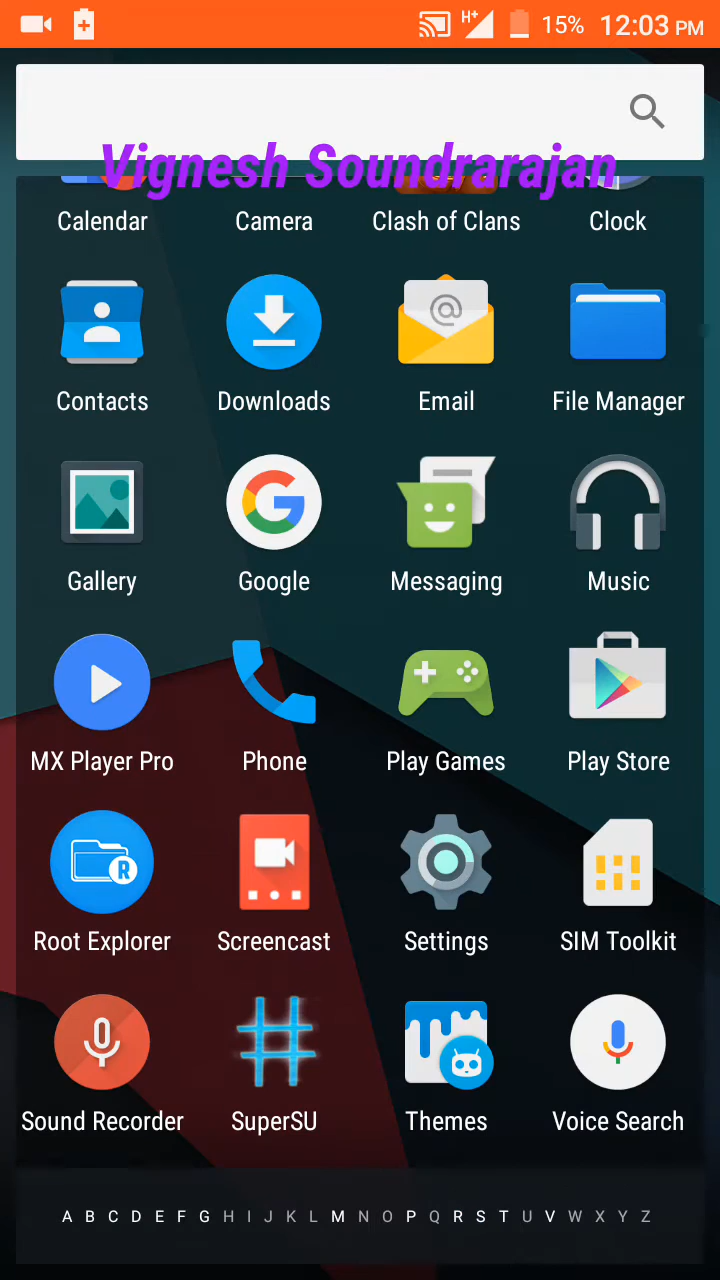 H+ 15% 12:03 PM
Vignesh Soundrarajan
Calendar Camera Clash of Clans Clock
Contacts Downloads Email File Manager
Gallery Google Messaging Music
MX Player Pro Phone Play Games Play Store
R
Root Explorer Screencast Settings SIM Toolkit
Sound Recorder SuperSU Themes Voice Search
A B C D E F G H I J K L M N O P Q R S T U V W X Y Z